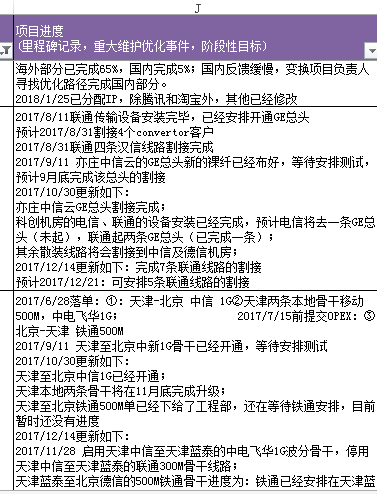 J
项目进度
（里程碑记录，重大维护优化事件，阶段性目标）
海外部分已完成65%，国内完成5%；国内反馈缓慢，变换项目负责人
寻找优化路径完成国内部分。
2018/1/25已分配IP，除腾讯和淘宝外，其他已经修改
2017/8/11联通传输设备安装完毕，已经安排开通GE总头
预计2017/8/31割接4个convertor客户
2017/8/31联通四条汉信线路割接完成
2017/9/11 亦庄中信云的GE总头新的裸纤已经布好，等待安排测试，
预计9月底完成该总头的割接
2017/10/30更新如下：
亦庄中信云GE总头割接完成；
科创机房的电信、联通的设备安装已经完成，预计电信将去一条GE总
头（未起），联通起两条GE总头（已完成一条）；
其余散装线路将会割接到中信及德信机房；
2017/12/14更新如下：完成7条联通线路的割接
预计2017/12/21：可安排5条联通线路的割接
2017/6/28落单：①：天津-北京 中信 1G②天津两条本地骨干移动
500M，中电飞华1G； 2017/7/15前提交OPEX：③
北京-天津 铁通500M
2017/9/11 天津至北京中新1G骨干已经开通，等待安排测试
2017/10/30更新如下：
天津至北京中信1G已经开通；
天津本地两条骨干将在11月底完成升级；
天津至北京铁通500M单已经下给了工程部，还在等待铁通安排，目前
暂时还没有进度
2017/12/14更新如下：
2017/11/28 启用天津中信至天津蓝泰的中电飞华1G波分骨干，停用
天津中信至天津蓝泰的联通300M骨干线路；
天津蓝泰至北京德信的500M铁通骨干进度为：铁通已经安排在天津蓝